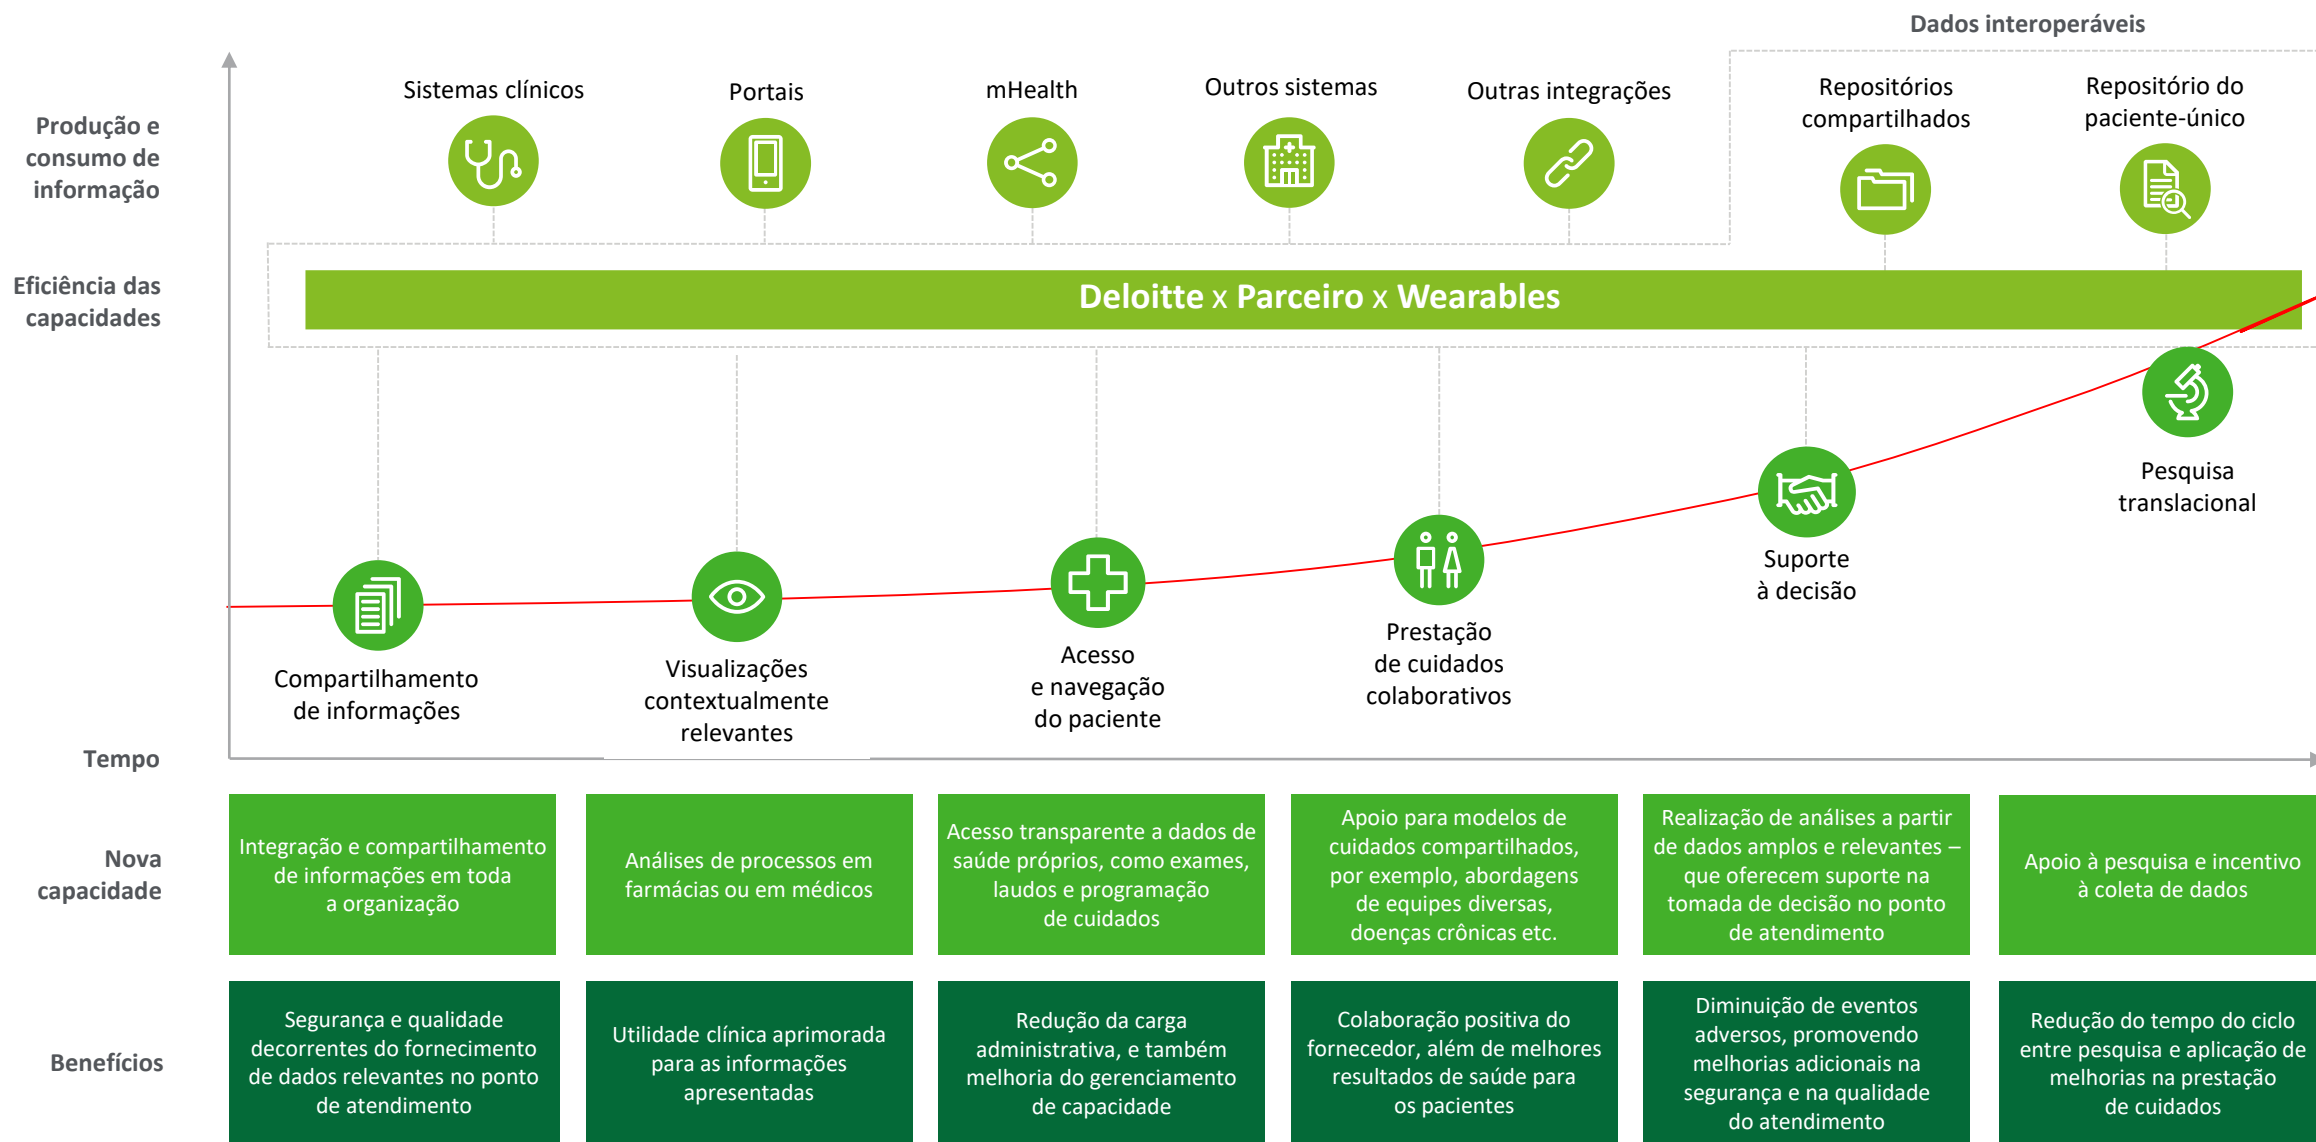 Dados interoperáveis
Produção e
consumo de
informação
Sistemas clínicos
Portais
mHealth
Outros sistemas
Outras integrações
Repositórios
compartilhados
Repositório do
paciente-único
Eficiência das
capacidades
Deloitte x Parceiro x Wearables
Compartilhamento
de informações
Visualizações
contextualmente
relevantes
Acesso
e navegação
do paciente
Prestação
de cuidados
colaborativos
Suporte
à decisão
Pesquisa
translacional
Tempo
Nova
capacidade
Integração e compartilhamento
de informações em toda
a organização
Análises de processos em
farmácias ou em médicos
Acesso transparente a dados de
saúde próprios, como exames,
laudos e programação
de cuidados
Apoio para modelos de
cuidados compartilhados,
por exemplo, abordagens
de equipes diversas,
doenças crônicas etc.
Realização de análises a partir
de dados amplos e relevantes –
que oferecem suporte na
tomada de decisão no ponto
de atendimento
Apoio à pesquisa e incentivo
à coleta de dados
Benefícios
Segurança e qualidade
decorrentes do fornecimento
de dados relevantes no ponto
de atendimento
Utilidade clínica aprimorada
para as informações
apresentadas
Redução da carga
administrativa, e também
melhoria do gerenciamento
de capacidade
Colaboração positiva do
fornecedor, além de melhores
resultados de saúde para
os pacientes
Diminuição de eventos
adversos, promovendo
melhorias adicionais na
segurança e na qualidade
do atendimento
Redução do tempo do ciclo
entre pesquisa e aplicação de
melhorias na prestação
de cuidados